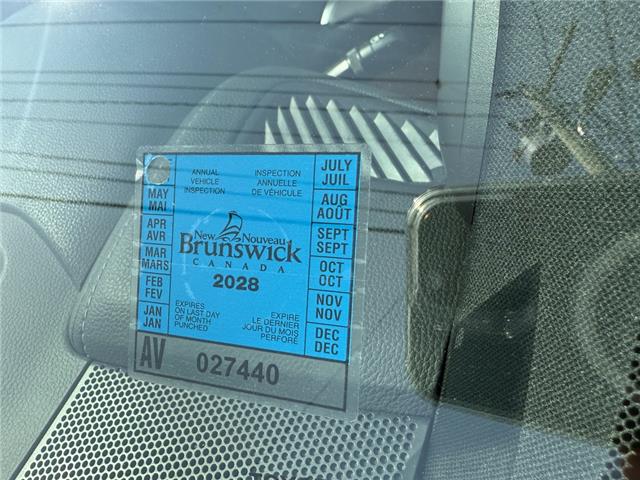 ANNUAL
VEHICLE
INSPECTION
INSPECTION
ANNUELLE
DE VÉHICULE
MAY
MAI
APR
AVR
MAR
MARS
FEB
FEV
JAN
JAN
JULY
JUIL
AUG
AOÛT
SEPT
SEPT
OCT
OCT
NOV
NOV
DEC
DEC
New Nouveau
Brunswick
CANADA
2028
EXPIRES
ON LAST DAY
OF MONTH
PUNCHED
EXPIRE
LE DERNIER
JOUR DU MOIS
PERFORÉ
AV 027440